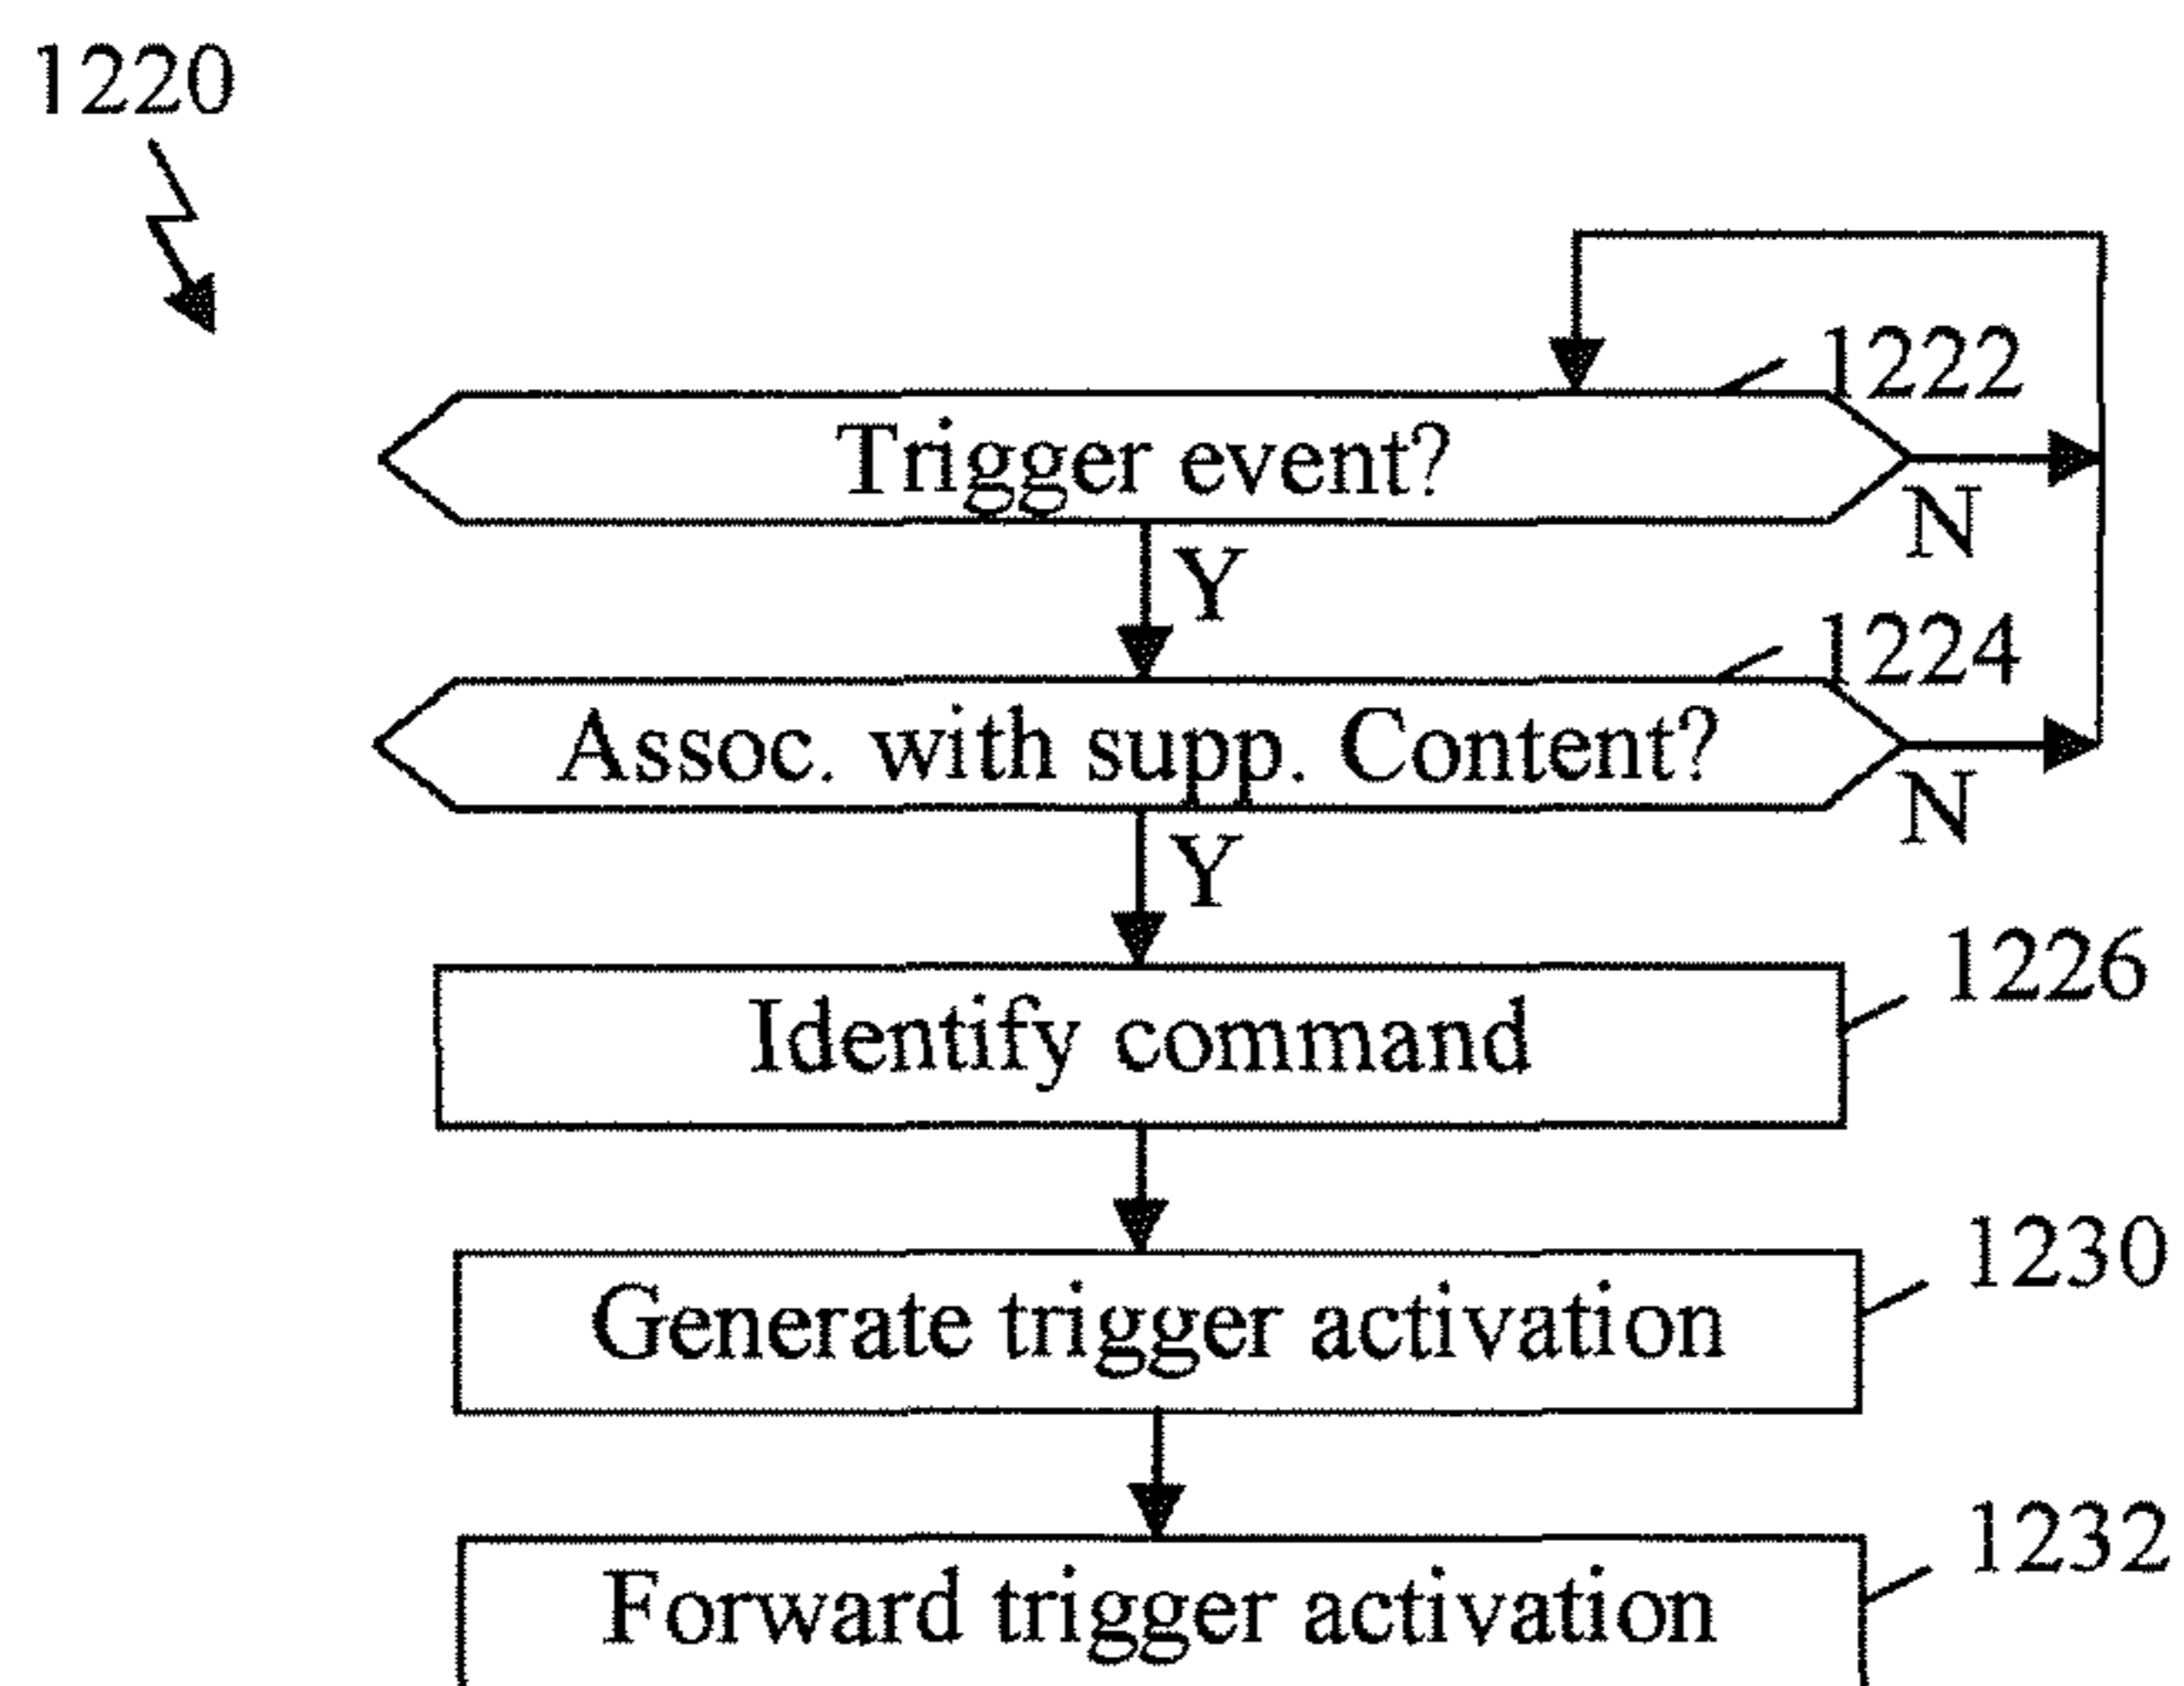 1220
1222
Trigger event?
N
Y
1224
Assoc. with supp. Content?
N
Y
1226
Identify command
1230
Generate trigger activation
1232
Forward trigger activation